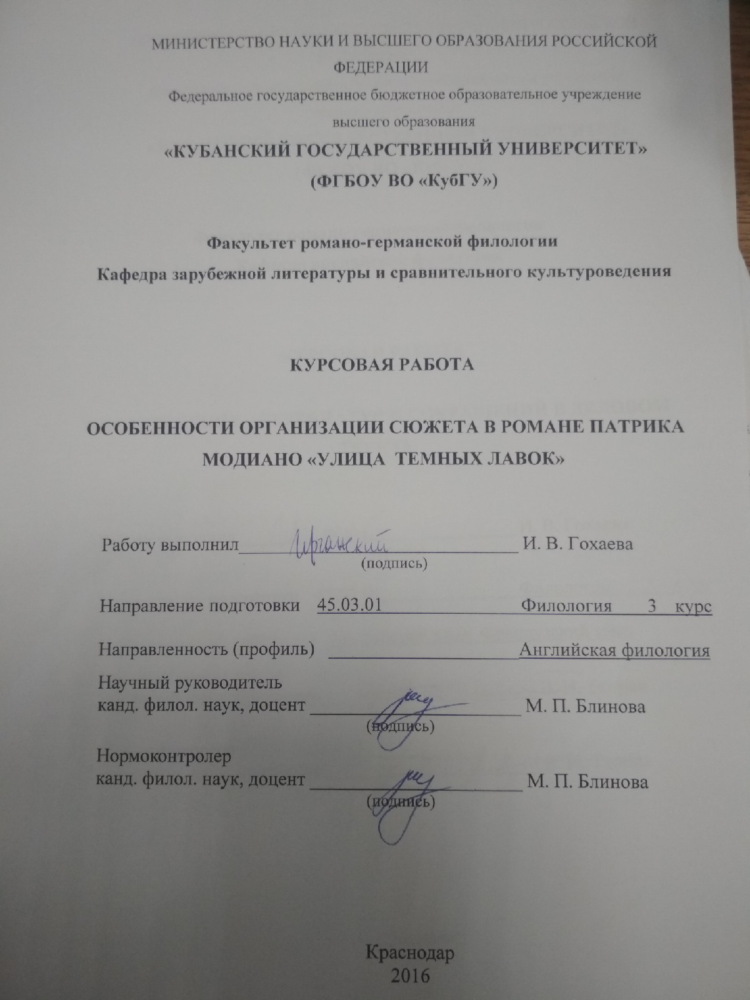 МИНИСТЕРСТВО НАУКИ И ВЫСШЕГО ОБРАЗОВАНИЯ РОССИЙСКОЙ
ФЕДЕРАЦИИ
Федеральное государственное бюджетное образовательное учреждение
высшего образования
«КУБАНСКИЙ ГОСУДАРСТВЕННЫЙ УНИВЕРСИТЕТ»
(ФГБОУ ВО «КубГУ»)
Факультет романо-германской филологии
Кафедра зарубежной литературы и сравнительного культуроведения
КУРСОВАЯ РАБОТА
ОСОБЕННОСТИ ОРГАНИЗАЦИИ СЮЖЕТА В РОМАНЕ ПАТРИКА
МОДИАНО «УЛИЦА ТЕМНЫХ ЛАВОК»
Работу выполнил И. В. Гохаева
(подпись)
Направление подготовки 45.03.01 Филология 3 курс
Направленность (профиль) Английская филология
Научный руководитель
канд. филол. наук, доцент М. П. Блинова
(подпись)
Нормоконтролер
канд. филол. наук, доцент М. П. Блинова
(подпись)
Краснодар
2016